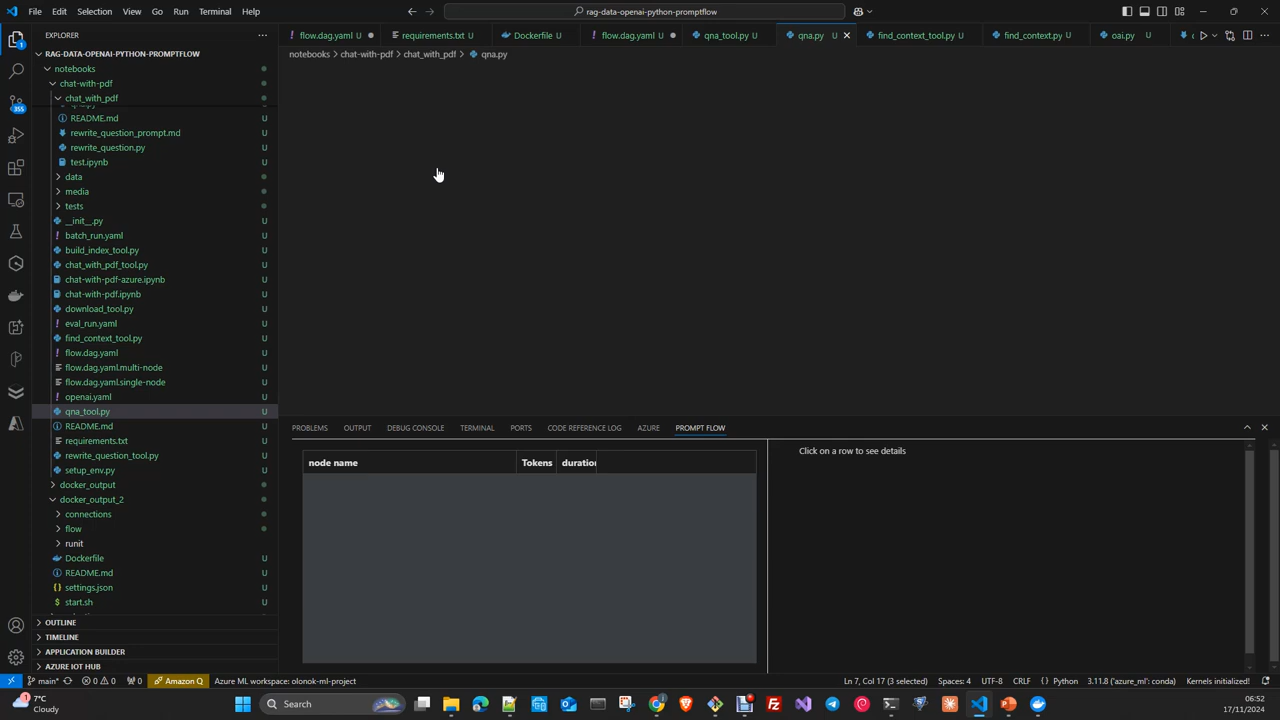 File Edit Selection View Go Run Terminal Help
rag-data-openai-python-promptflow
EXPLORER
flow.dag.yaml requirements.txt U Dockerfile U flow.dag.yaml U qna_tool.py U qna.py U find_context_tool.py U find_context.py U oai.py U
RAG-DATA-OPENAI-PYTHON-PROMPTFLOW
notebooks > chat-with-pdf > chat_with_pdf > qna.py
notebooks
chat-with-pdf
chat_with_pdf
README.md U
rewrite_question_prompt.md U
rewrite_question.py U
test.ipynb U
data
media
tests
__init__.py U
batch_run.yaml U
build_index_tool.py U
chat_with_pdf_tool.py U
chat-with-pdf-azure.ipynb U
chat-with-pdf.ipynb U
download_tool.py U
eval_run.yaml U
find_context_tool.py U
flow.dag.yaml U
flow.dag.yaml.multi-node U
flow.dag.yaml.single-node U
openai.yaml U
qna_tool.py U
README.md U
requirements.txt U
rewrite_question_tool.py U
setup_env.py U
docker_output
docker_output_2
connections
flow
runit
Dockerfile U
README.md U
settings.json U
start.sh U
OUTLINE
TIMELINE
APPLICATION BUILDER
AZURE IOT HUB
355
1
PROBLEMS OUTPUT DEBUG CONSOLE TERMINAL PORTS CODE REFERENCE LOG AZURE PROMPT FLOW
node name Tokens duration
Click on a row to see details
main* 0 0 0 Amazon Q Azure ML workspace: olonok-ml-project
Ln 7, Col 17 (3 selected) Spaces: 4 UTF-8 CRLF Python 3.11.8 ('azure_ml': conda) Kernels initialized!
1
7°C
Cloudy
Search
06:52
17/11/2024